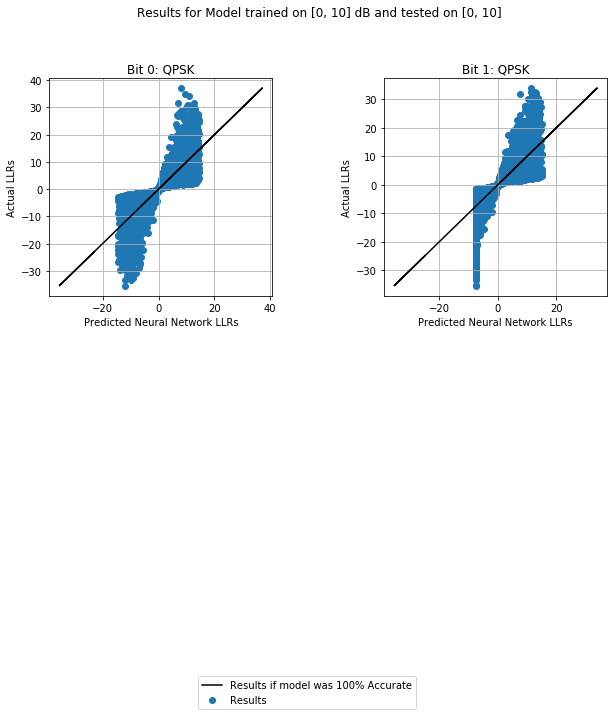 Results for Model trained on [0, 10] dB and tested on [0, 10]
Bit 0: QPSK
40
30
20
10
0
−10
−20
−30
Actual LLRs
−20
0
20
40
Predicted Neural Network LLRs
Bit 1: QPSK
30
20
10
0
−10
−20
−30
Actual LLRs
−20
0
20
Predicted Neural Network LLRs
Results if model was 100% Accurate
Results